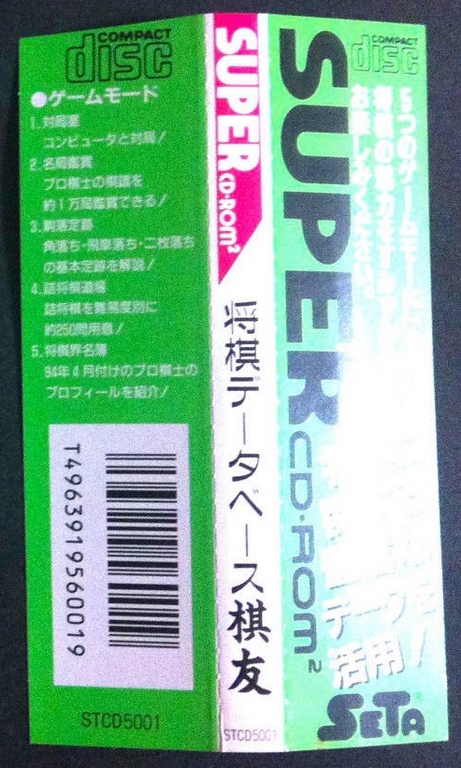 COMPACT
disc
●ゲームモード
1.対局室
コンピュータと対局!
2.名局鑑賞
プロ棋士の棋譜を
約1万局鑑賞できる!
3.駒落定跡
角落ち・飛車落ち・二枚落ち
の基本定跡を解説!
4.詰将棋道場
詰将棋を難易度別に
約250問用意!
5.将棋界名簿
94年4月付けのプロ棋士の
プロフィールを紹介!
T4963919560019
STCD5001
SUPER CD-ROM²
将棋データベース棋友
STCD5001
COMPACT
disc
SUPER CD-ROM²
5つのゲームモードで
将棋の魅力を
お楽しみください。
データを
活用!
SETA